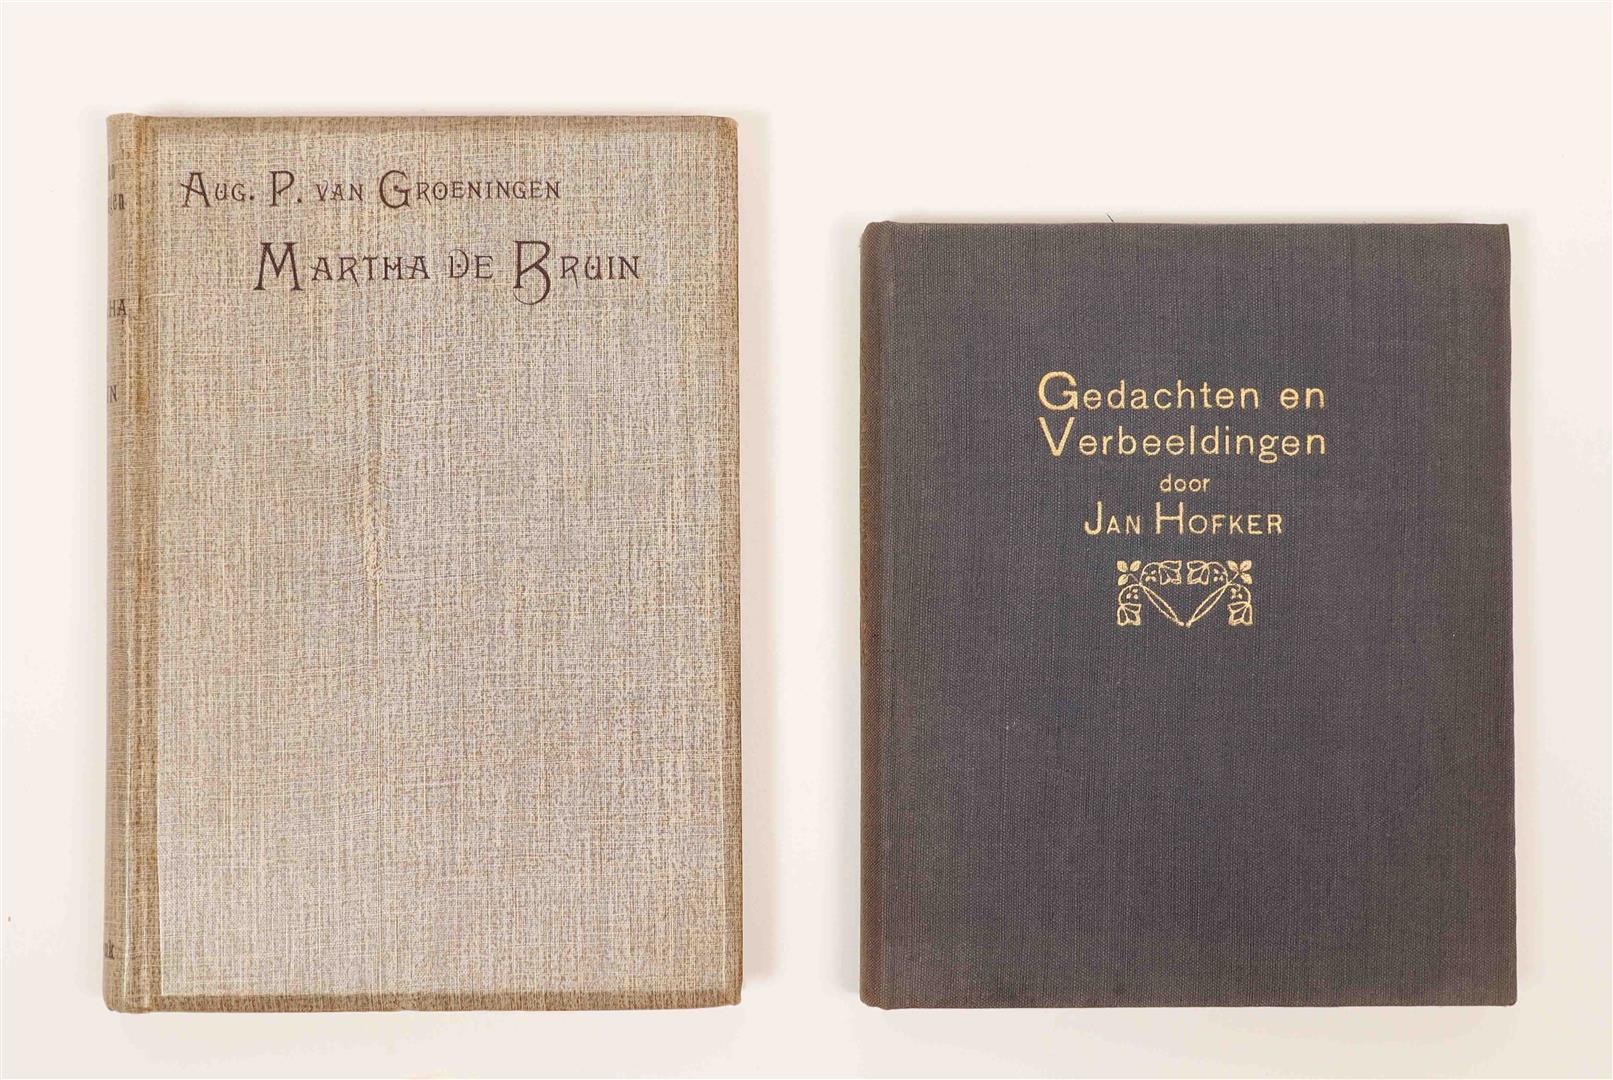 Aug. P. van Groeningen
Martha de Bruin
Gedachten en
Verbeeldingen
door
Jan Hofker